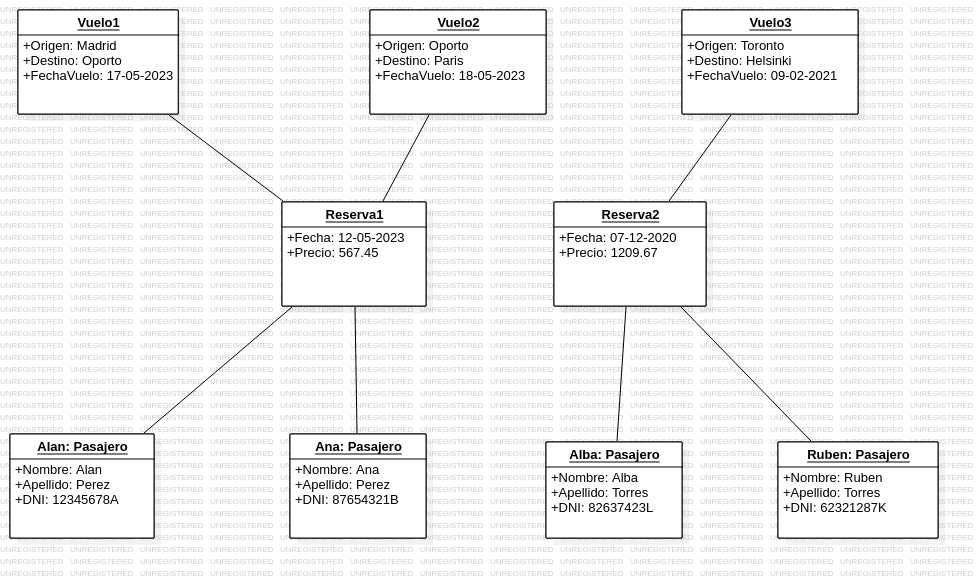 Vuelo1
+Origen: Madrid
+Destino: Oporto
+FechaVuelo: 17-05-2023
Vuelo2
+Origen: Oporto
+Destino: Paris
+FechaVuelo: 18-05-2023
Vuelo3
+Origen: Toronto
+Destino: Helsinki
+FechaVuelo: 09-02-2021
Reserva1
+Fecha: 12-05-2023
+Precio: 567.45
Reserva2
+Fecha: 07-12-2020
+Precio: 1209.67
Alan: Pasajero
+Nombre: Alan
+Apellido: Perez
+DNI: 12345678A
Ana: Pasajero
+Nombre: Ana
+Apellido: Perez
+DNI: 87654321B
Alba: Pasajero
+Nombre: Alba
+Apellido: Torres
+DNI: 82637423L
Ruben: Pasajero
+Nombre: Ruben
+Apellido: Torres
+DNI: 62321287K
UNREGISTERED